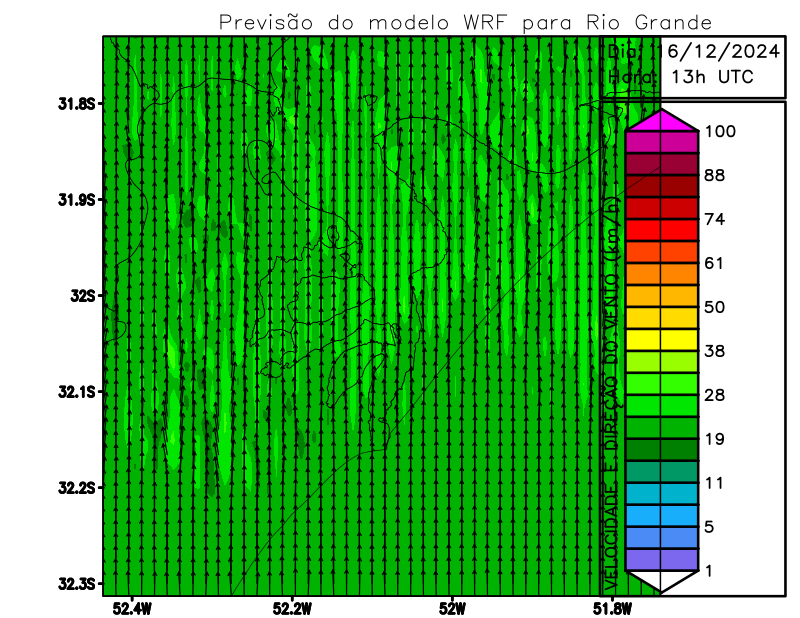 Previsão do modelo WRF para Rio Grande
Dia: 16/12/2024
Hora: 13h UTC
31.8S
31.9S
32S
32.1S
32.2S
32.3S
52.4W
52.2W
52W
51.8W
VELOCIDADE E DIREÇÃO DO VENTO (km/h)
100
88
74
61
50
38
28
19
11
5
1